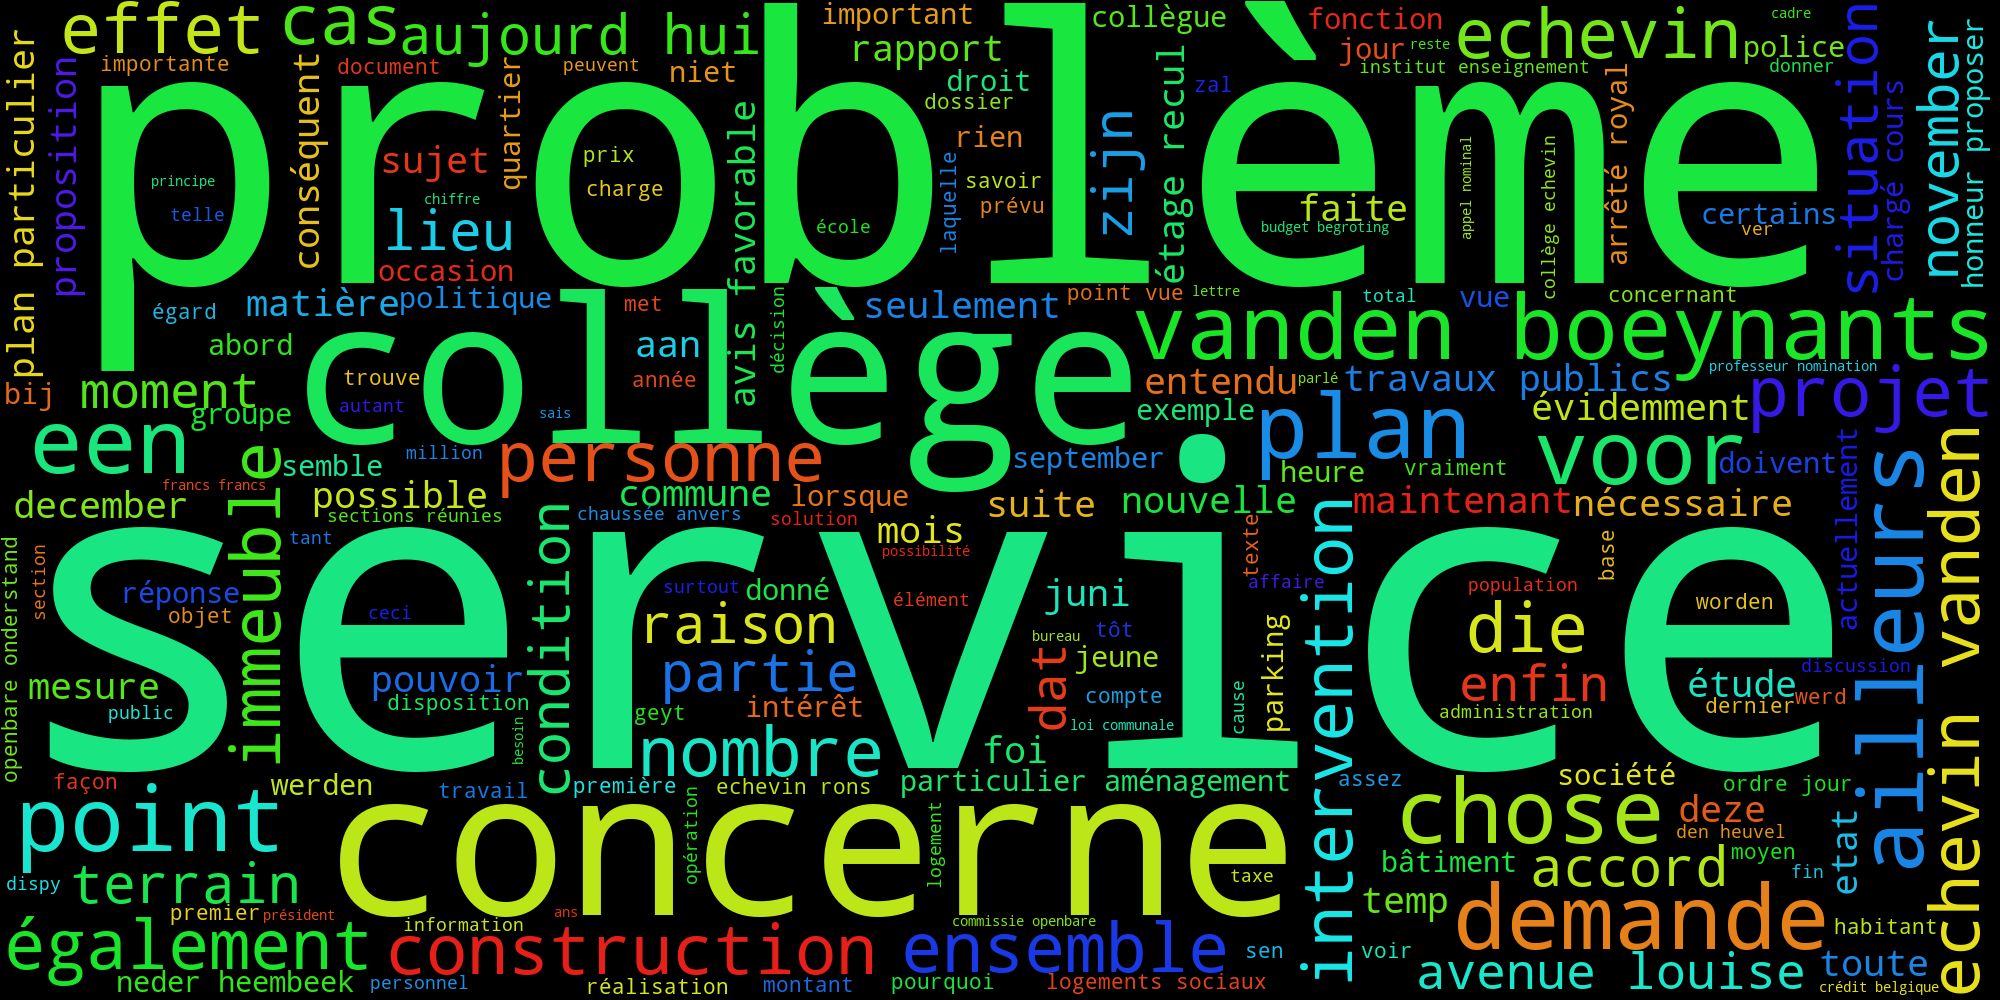 problème
service
collège
concerne
effet
cas
aujourd hui
important
rapport
collègue
fonction
jour
reste
echevin
cadre
police
donner
importante
document
peuvent
niet
droit
dossier
rien
zal
institut enseignement
plan particulier
proposition
conséquent
sujet
quartier
prix
charge
avis favorable
laquelle
savoir
prévu
zijn
étage recul
faite
budget begroting
appel nominal
collège echevin
arrêté royal
certains
ver
situation
chargé cours
november
honneur proposer
principe
telle
chiffre
lieu
occasion
école
égard
matière
politique
met
décision
seulement
point vue
lettre
total
vue
concernant
vanden boeynants
abord
aan
année
trouve
autant
sais
bij
moment
groupe
entendu
parlé
travaux publics
professeur nomination
projet
exemple
plan
évidemment
een
semble
million
personne
september
heure
vraiment
voor
doivent
francs francs
december
possible
sections réunies
commune
lorsque
suite
nouvelle
maintenant
nécessaire
immeuble
tant
condition
chaussée anvers
solution
mois
possibilité
texte
base
actuellement
ailleurs
echevin vanden
openbare onderstand
section
réponse
objet
ceci
surtout
donné
raison
élément
juni
bureau
tôt
jeune
affaire
population
die
worden
intervention
parking
mesure
public
pouvoir
disposition
besoin
partie
geyt
intérêt
dat
compte
loi communale
cause
enfin
administration
étude
dernier
werd
discussion
nombre
foi
façon
werden
travail
première
echevin rons
particulier aménagement
assez
société
ordre jour
point
opération
logement
chose
deze
den heuvel
moyen
etat
bâtiment
accord
fin
dispy
terrain
taxe
temp
demande
premier
président
information
ans
commissie openbare
habitant
également
construction
ensemble
sen
voir
neder heembeek
personnel
réalisation
montant
pourquoi
logements sociaux
avenue louise
toute
crédit belgique